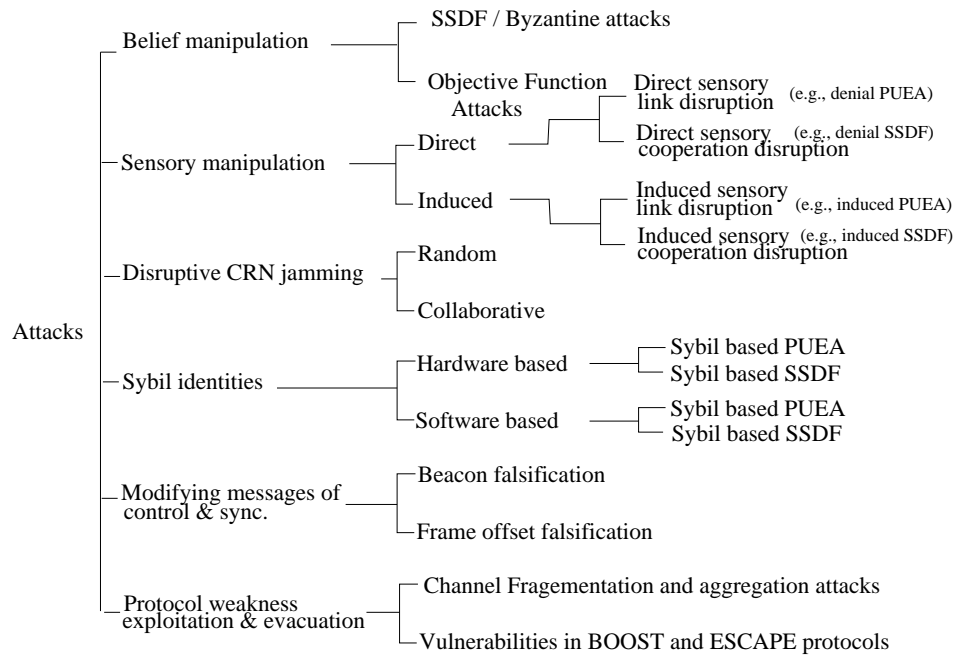 SSDF / Byzantine attacks
Belief manipulation
Objective Function
Attacks
Direct sensory
link disruption
(e.g., denial PUEA)
Direct
Direct sensory
cooperation disruption
(e.g., denial SSDF)
Sensory manipulation
Induced
Induced sensory
link disruption
(e.g., induced PUEA)
Induced sensory
cooperation disruption
(e.g., induced SSDF)
Random
Disruptive CRN jamming
Collaborative
Attacks
Hardware based
Sybil based PUEA
Sybil based SSDF
Sybil identities
Software based
Sybil based PUEA
Sybil based SSDF
Beacon falsification
Modifying messages of
control & sync.
Frame offset falsification
Channel Fragementation and aggregation attacks
Protocol weakness
exploitation & evacuation
Vulnerabilities in BOOST and ESCAPE protocols